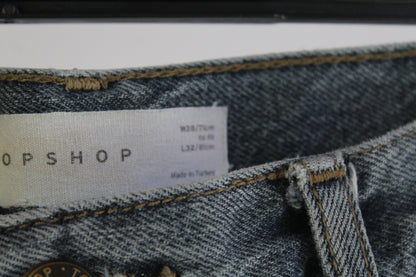 OPSHOP
W28/71cm
to fit
L32/81cm
Made in Turkey
P · T